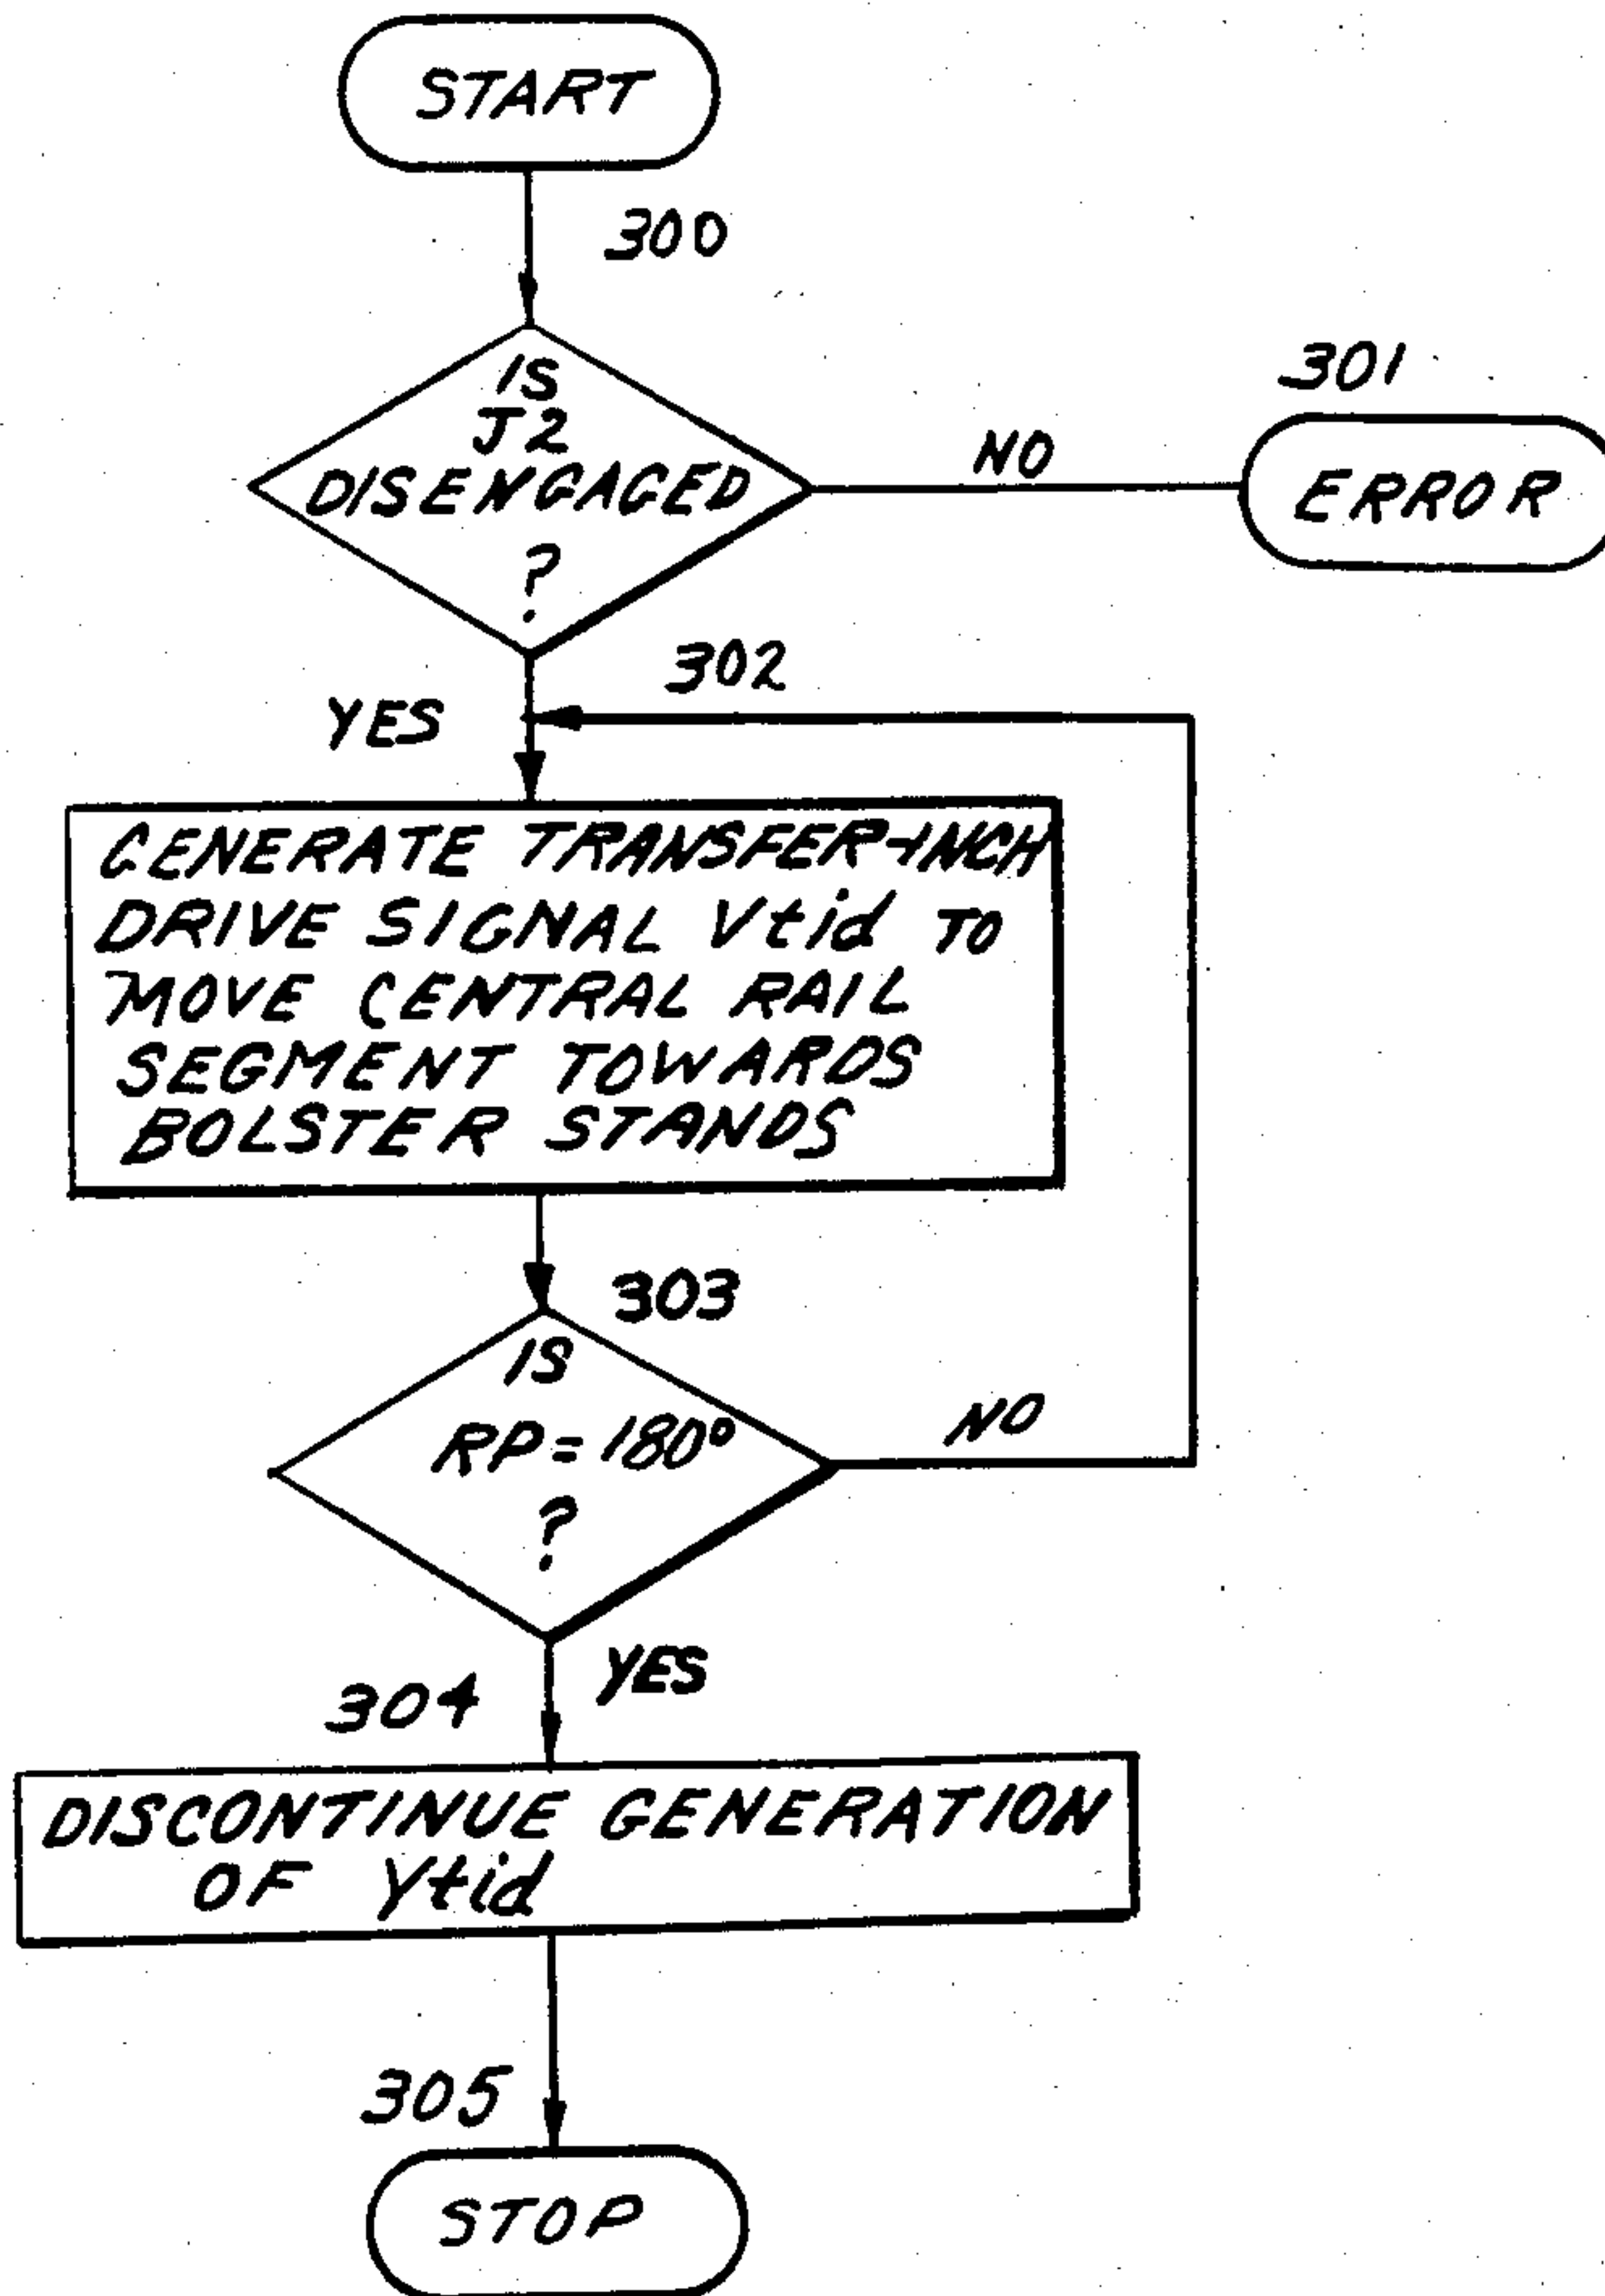 START
300
IS
J2
DISENGAGED
?
NO
301
ERROR
302
YES
GENERATE TRANSFER-INCH
DRIVE SIGNAL Vtid TO
MOVE CENTRAL RAIL
SEGMENT TOWARDS
BOLSTER STANDS
303
IS
RP=180°
?
NO
YES
304
DISCONTINUE GENERATION
OF Vtid
305
STOP